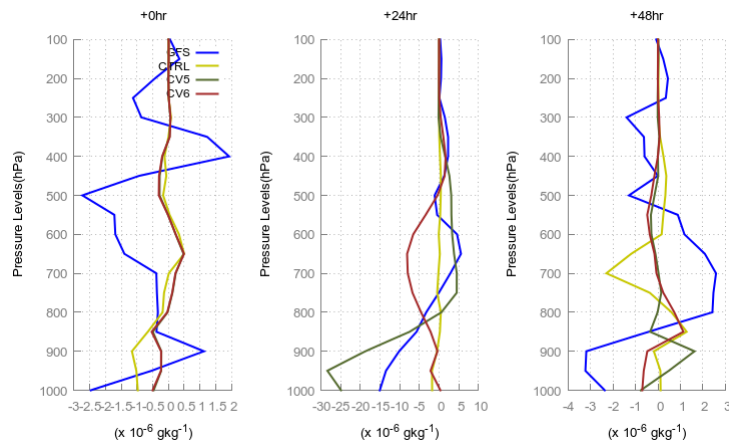 +0hr +24hr +48hr
GFS
CTRL
CV5
CV6
Pressure Levels(hPa)
100
200
300
400
500
600
700
800
900
1000
-3-2.5-2-1.5-1-0.5 0 0.5 1 1.5 2
(x 10-6 gkg-1)
Pressure Levels(hPa)
100
200
300
400
500
600
700
800
900
1000
-30-25-20-15-10-5 0 5 10
(x 10-6 gkg-1)
Pressure Levels(hPa)
100
200
300
400
500
600
700
800
900
1000
-4 -3 -2 -1 0 1 2 3
(x 10-6 gkg-1)